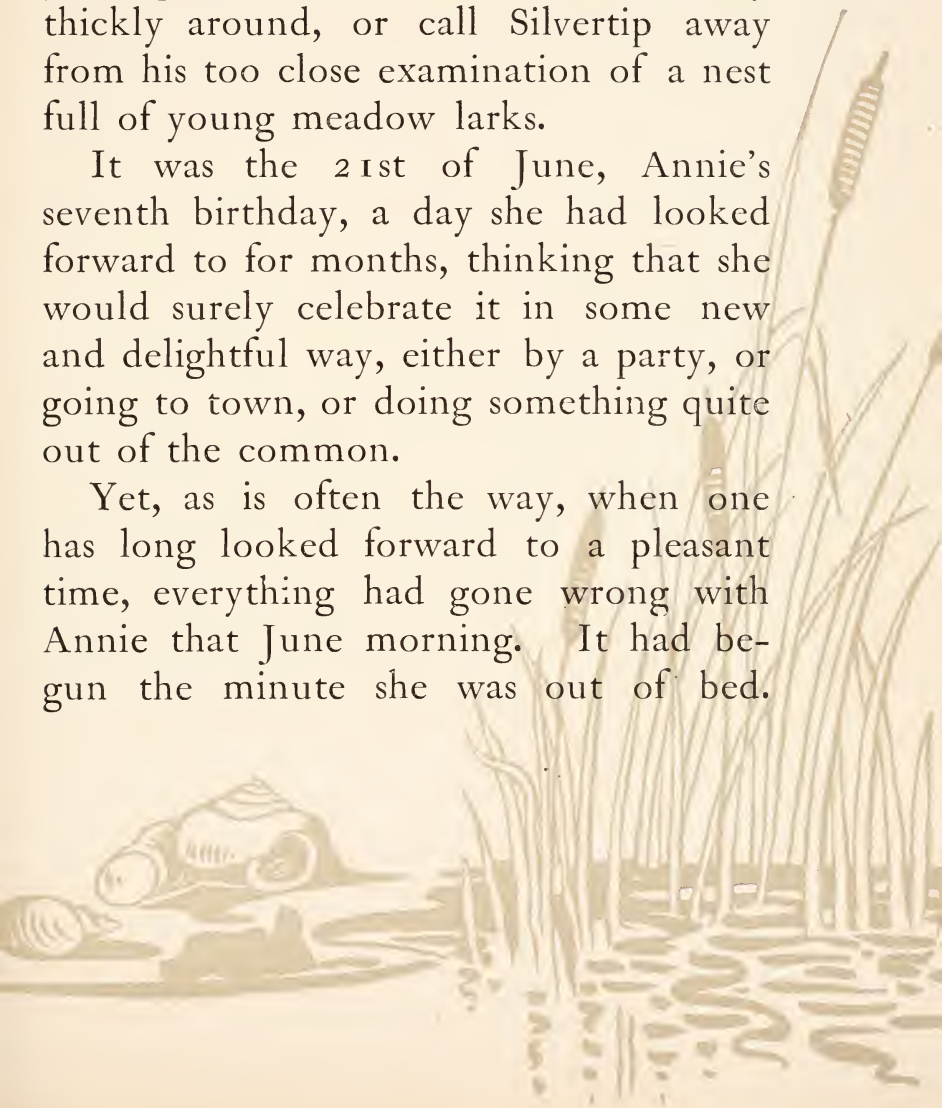 thickly around, or call Silvertip away
from his too close examination of a nest
full of young meadow larks.
It was the 21st of June, Annie's
seventh birthday, a day she had looked
forward to for months, thinking that she
would surely celebrate it in some new
and delightful way, either by a party, or
going to town, or doing something quite
out of the common.
Yet, as is often the way, when one
has long looked forward to a pleasant
time, everything had gone wrong with
Annie that June morning. It had be-
gun the minute she was out of bed.